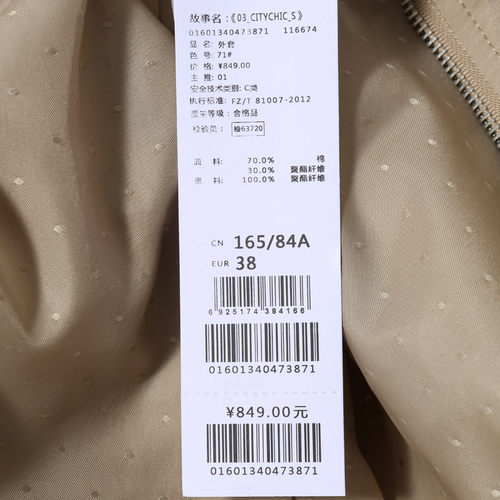 故事名:《03_CITYCHIC_S》
01601340473871 116674
品 名: 外套
色 号: 71#
价 格: ¥849.00
主 推: 01
安全技术类别: C类
执行标准: FZ/T 81007-2012
质量等级: 合格品
检验员: 检63720
面 料: 70.0% 棉
30.0% 聚酯纤维
里 料: 100.0% 聚酯纤维
CN 165/84A
EUR 38
6 925174 384166
01601340473871
¥849.00元
01601340473871